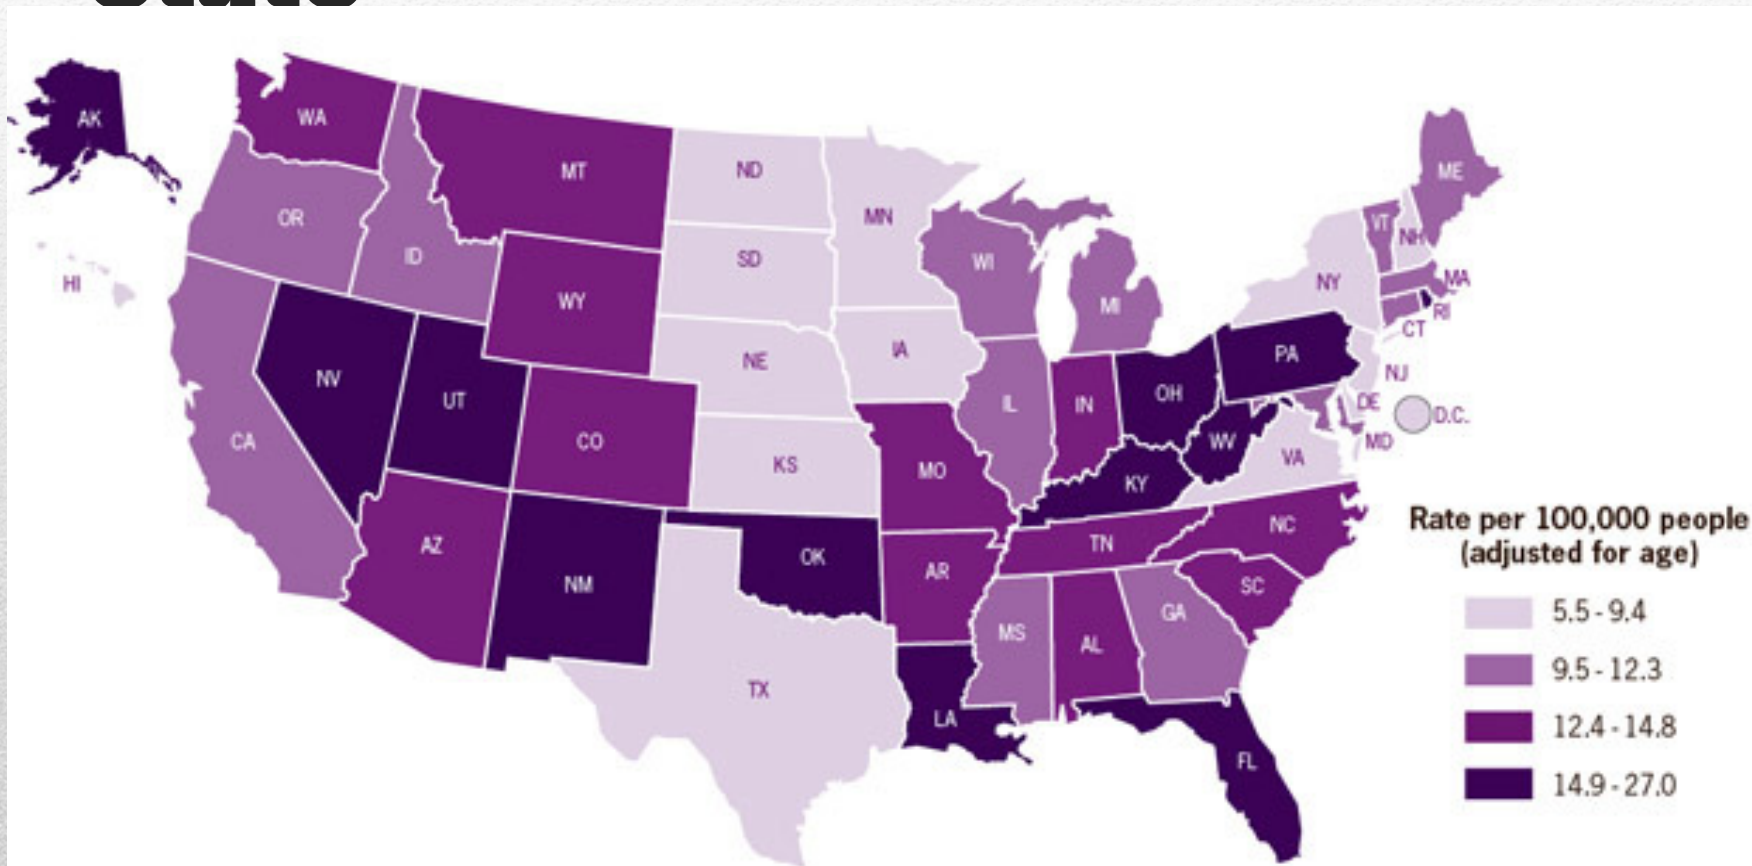 State
AK
WA
MT
ND
MN
ME
OR
ID
SD
WI
VT
NH
HI
WY
MI
NY
MA
RI
CT
NE
IA
PA
NJ
NV
UT
CO
IL
IN
OH
DE
D.C.
CA
KS
MO
WV
MD
VA
KY
AZ
NM
OK
AR
TN
NC
SC
MS
AL
GA
TX
LA
FL
Rate per 100,000 people
(adjusted for age)
5.5 - 9.4
9.5 - 12.3
12.4 - 14.8
14.9 - 27.0